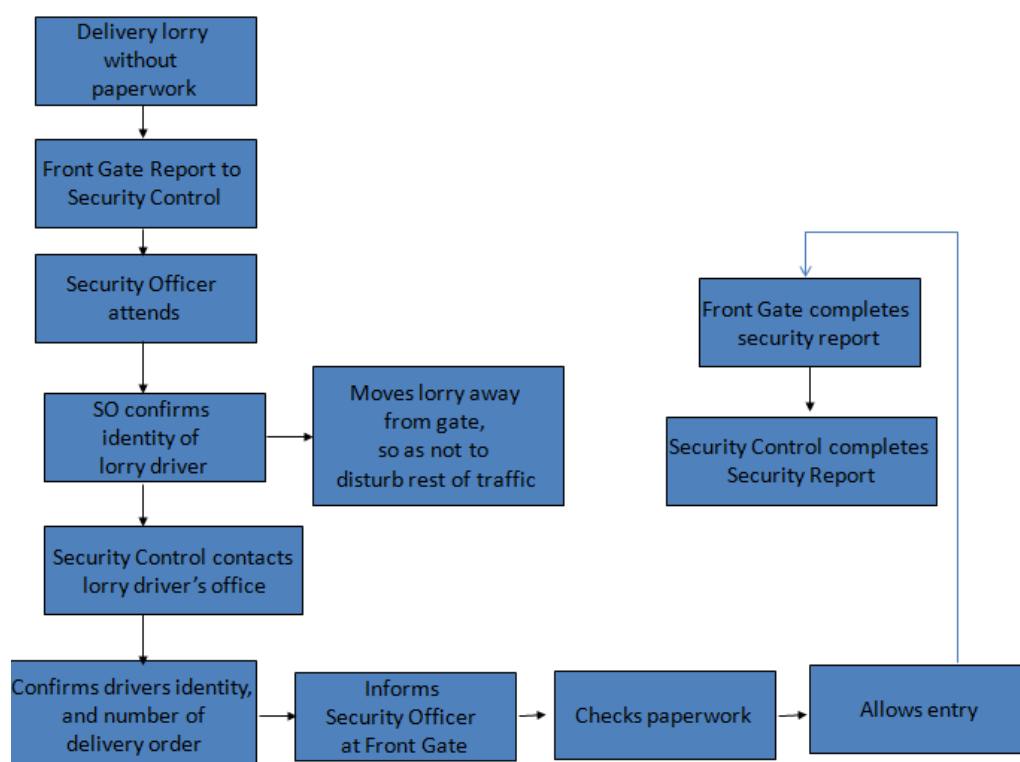 Delivery lorry
without
paperwork
Front Gate Report to
Security Control
Security Officer
attends
SO confirms
identity of
lorry driver
Moves lorry away
from gate,
so as not to
disturb rest of traffic
Security Control contacts
lorry driver’s office
Confirms drivers identity,
and number of
delivery order
Informs
Security Officer
at Front Gate
Checks paperwork
Allows entry
Front Gate completes
security report
Security Control completes
Security Report